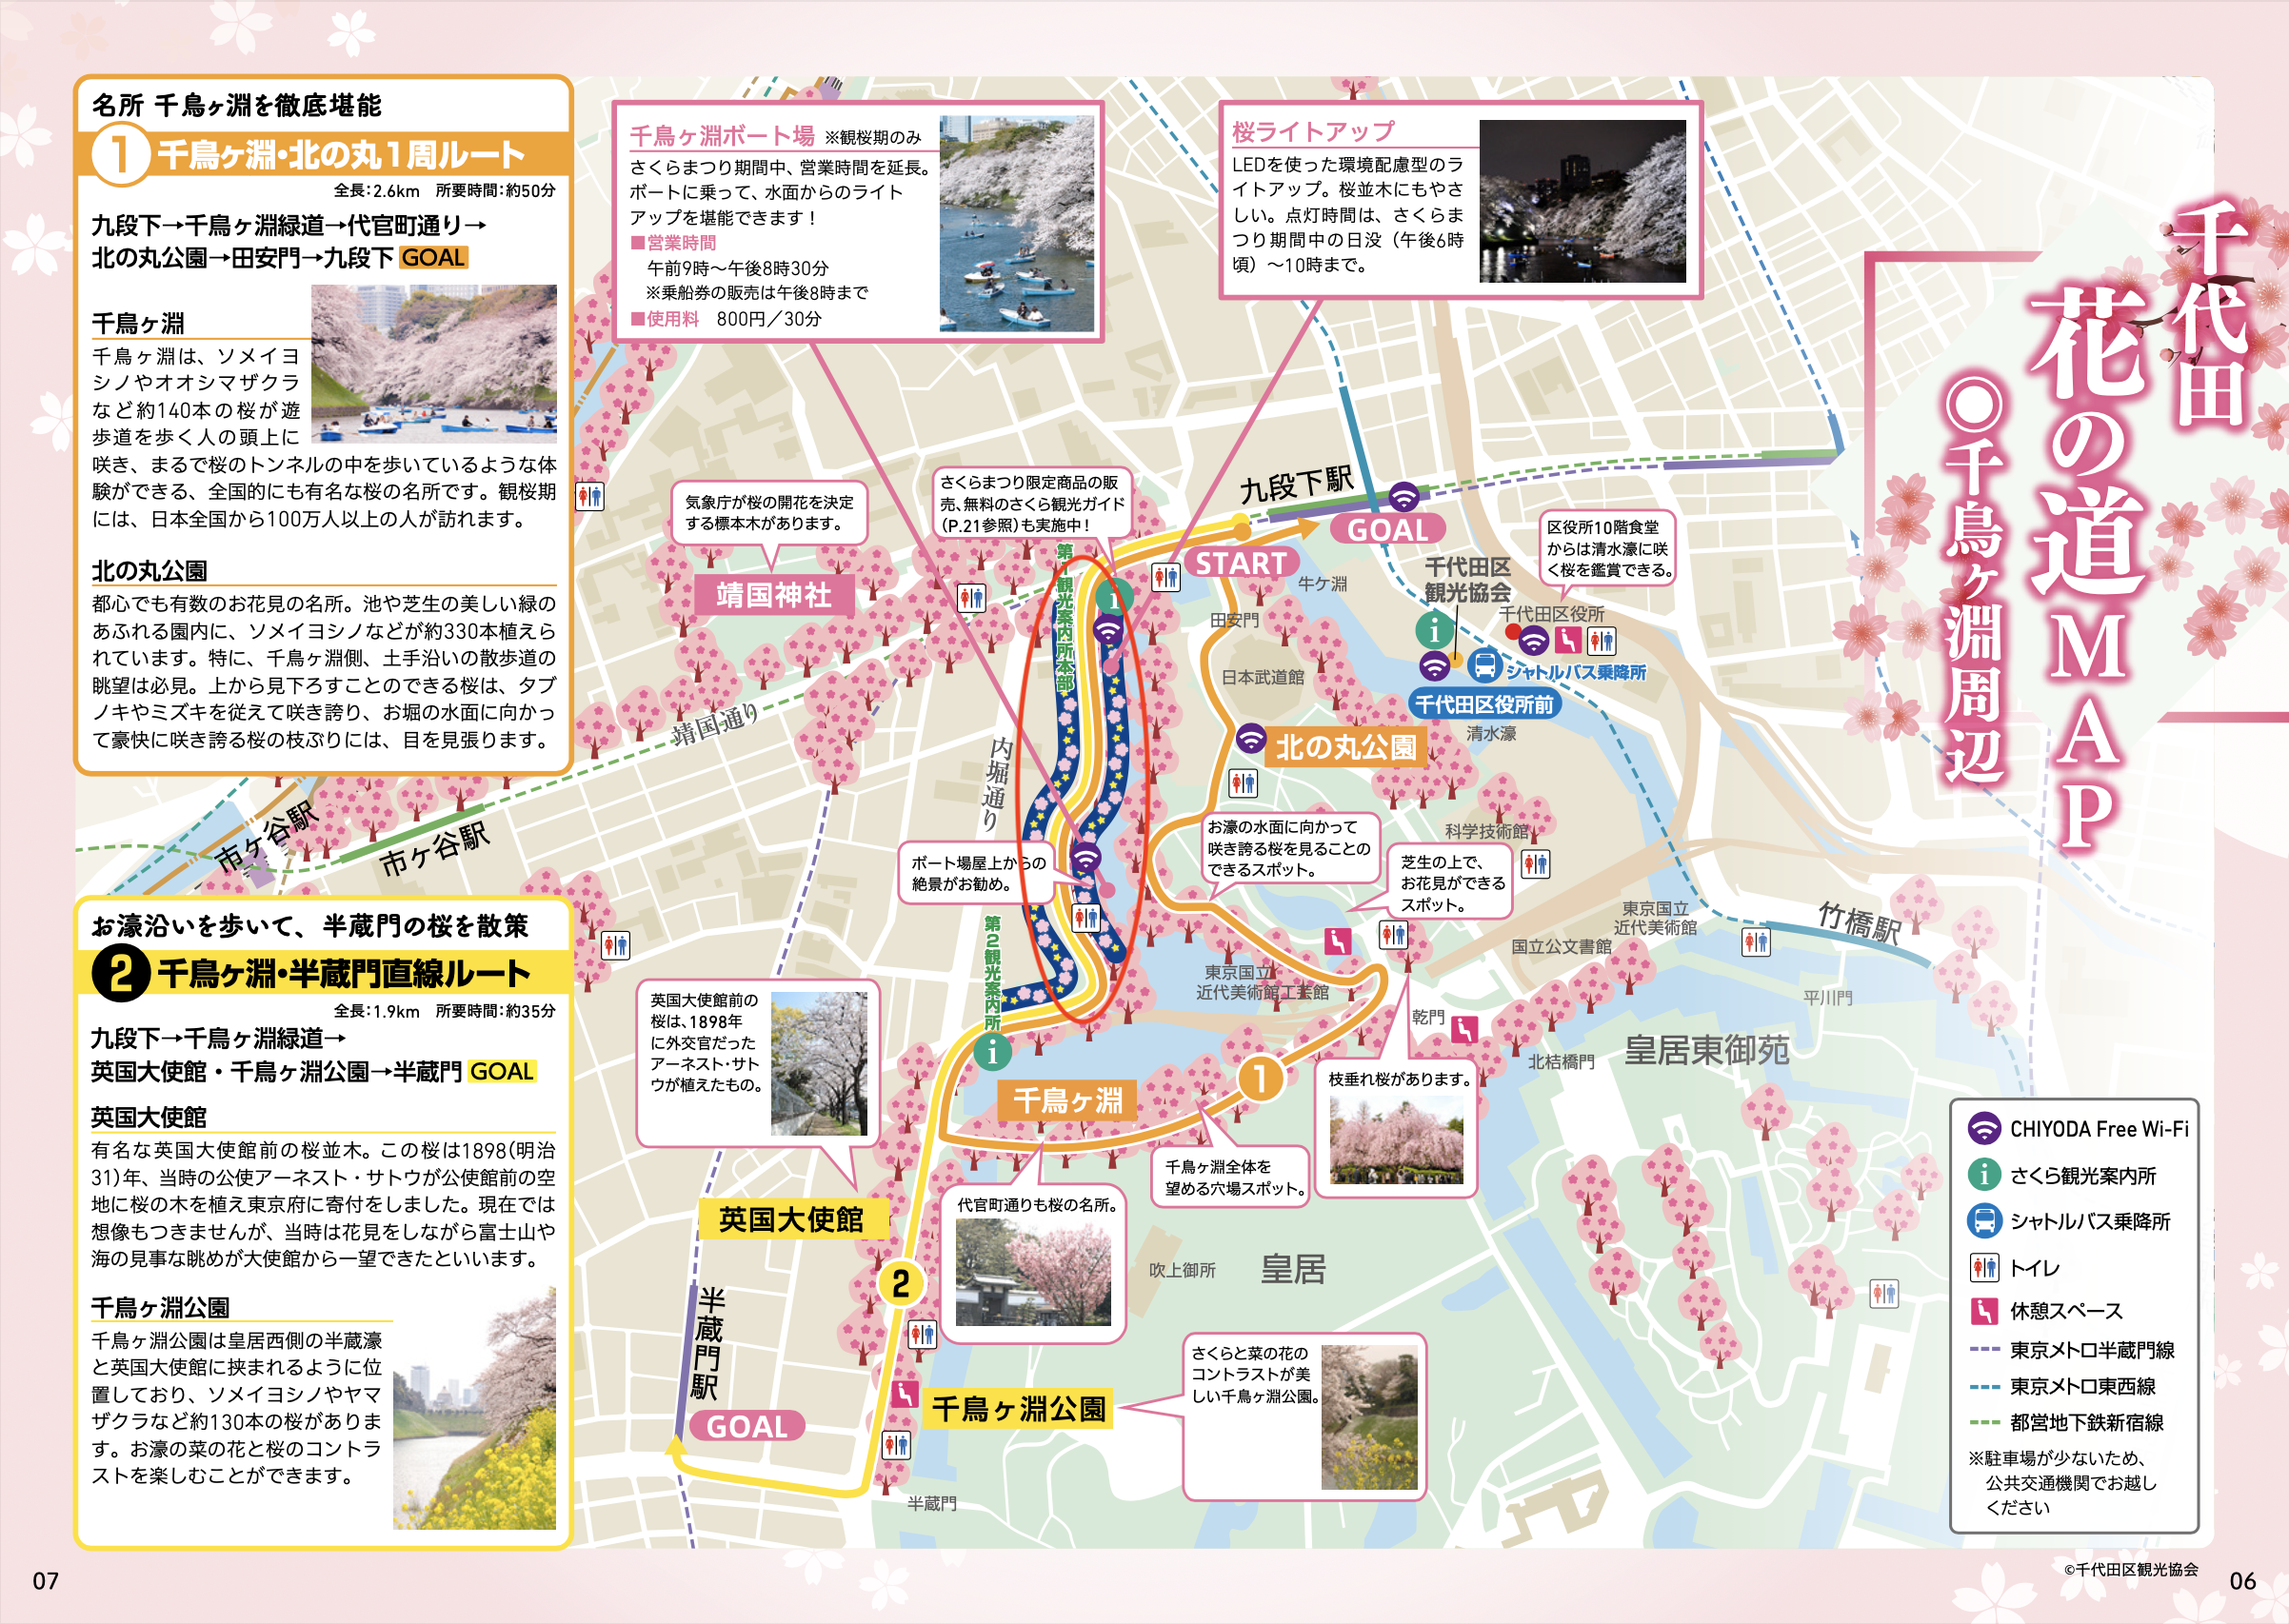 千代田
花の道MAP
◎千鳥ヶ淵周辺
名所 千鳥ヶ淵を徹底堪能
1 千鳥ヶ淵・北の丸1周ルート
全長：2.6km 所要時間：約50分
九段下→千鳥ヶ淵緑道→代官町通り→
北の丸公園→田安門→九段下 GOAL
千鳥ヶ淵
千鳥ヶ淵は、ソメイヨ
シノやオオシマザクラ
など約140本の桜が遊
歩道を歩く人の頭上に
咲き、まるで桜のトンネルの中を歩いているような体
験ができる、全国的にも有名な桜の名所です。観桜期
には、日本全国から100万人以上の人が訪れます。
北の丸公園
都心でも有数のお花見の名所。池や芝生の美しい緑の
あふれる園内に、ソメイヨシノなどが約330本植えら
れています。特に、千鳥ヶ淵側、土手沿いの散歩道の
眺望は必見。上から見下ろすことのできる桜は、タブ
ノキやミズキを従えて咲き誇り、お堀の水面に向かっ
て豪快に咲き誇る桜の枝ぶりには、目を見張ります。
お濠沿いを歩いて、半蔵門の桜を散策
2 千鳥ヶ淵・半蔵門直線ルート
全長：1.9km 所要時間：約35分
九段下→千鳥ヶ淵緑道→
英国大使館・千鳥ヶ淵公園→半蔵門 GOAL
英国大使館
有名な英国大使館前の桜並木。この桜は1898(明治
31)年、当時の公使アーネスト・サトウが公使館前の空
地に桜の木を植え東京府に寄付をしました。現在では
想像もつきませんが、当時は花見をしながら富士山や
海の見事な眺めが大使館から一望できたといいます。
千鳥ヶ淵公園
千鳥ヶ淵公園は皇居西側の半蔵濠
と英国大使館に挟まれるように位
置しており、ソメイヨシノやヤマ
ザクラなど約130本の桜がありま
す。お濠の菜の花と桜のコントラ
ストを楽しむことができます。
千鳥ヶ淵ボート場 ※観桜期のみ
さくらまつり期間中、営業時間を延長。
ボートに乗って、水面からのライト
アップを堪能できます！
■営業時間
午前9時～午後8時30分
※乗船券の販売は午後8時まで
■使用料 800円／30分
桜ライトアップ
LEDを使った環境配慮型のラ
イトアップ。桜並木にもやさ
しい。点灯時間は、さくらま
つり期間中の日没（午後6時
頃）～10時まで。
気象庁が桜の開花を決定
する標本木があります。
靖国神社
さくらまつり限定商品の販
売、無料のさくら観光ガイド
(P.21参照)も実施中！
第1観光案内所本部
九段下駅
GOAL
START
牛ケ淵
田安門
日本武道館
千代田区
観光協会
区役所10階食堂
からは清水濠に咲
く桜を鑑賞できる。
千代田区役所
シャトルバス乗降所
千代田区役所前
清水濠
北の丸公園
靖国通り
内堀通り
市ケ谷駅
市ケ谷駅
科学技術館
お濠の水面に向かって
咲き誇る桜を見ることの
できるスポット。
芝生の上で、
お花見ができる
スポット。
ボート場屋上からの
絶景がお勧め。
第2観光案内所
東京国立
近代美術館
国立公文書館
竹橋駅
平川門
東京国立
近代美術館工芸館
乾門
北桔橋門
皇居東御苑
英国大使館前の
桜は、1898年
に外交官だった
アーネスト・サト
ウが植えたもの。
千鳥ヶ淵
1
枝垂れ桜があります。
千鳥ヶ淵全体を
望める穴場スポット。
代官町通りも桜の名所。
英国大使館
2
吹上御所
皇居
半蔵門駅
GOAL
千鳥ヶ淵公園
さくらと菜の花の
コントラストが美
しい千鳥ヶ淵公園。
半蔵門
CHIYODA Free Wi-Fi
さくら観光案内所
シャトルバス乗降所
トイレ
休憩スペース
東京メトロ半蔵門線
東京メトロ東西線
都営地下鉄新宿線
※駐車場が少ないため、
公共交通機関でお越し
ください
©千代田区観光協会
07
06